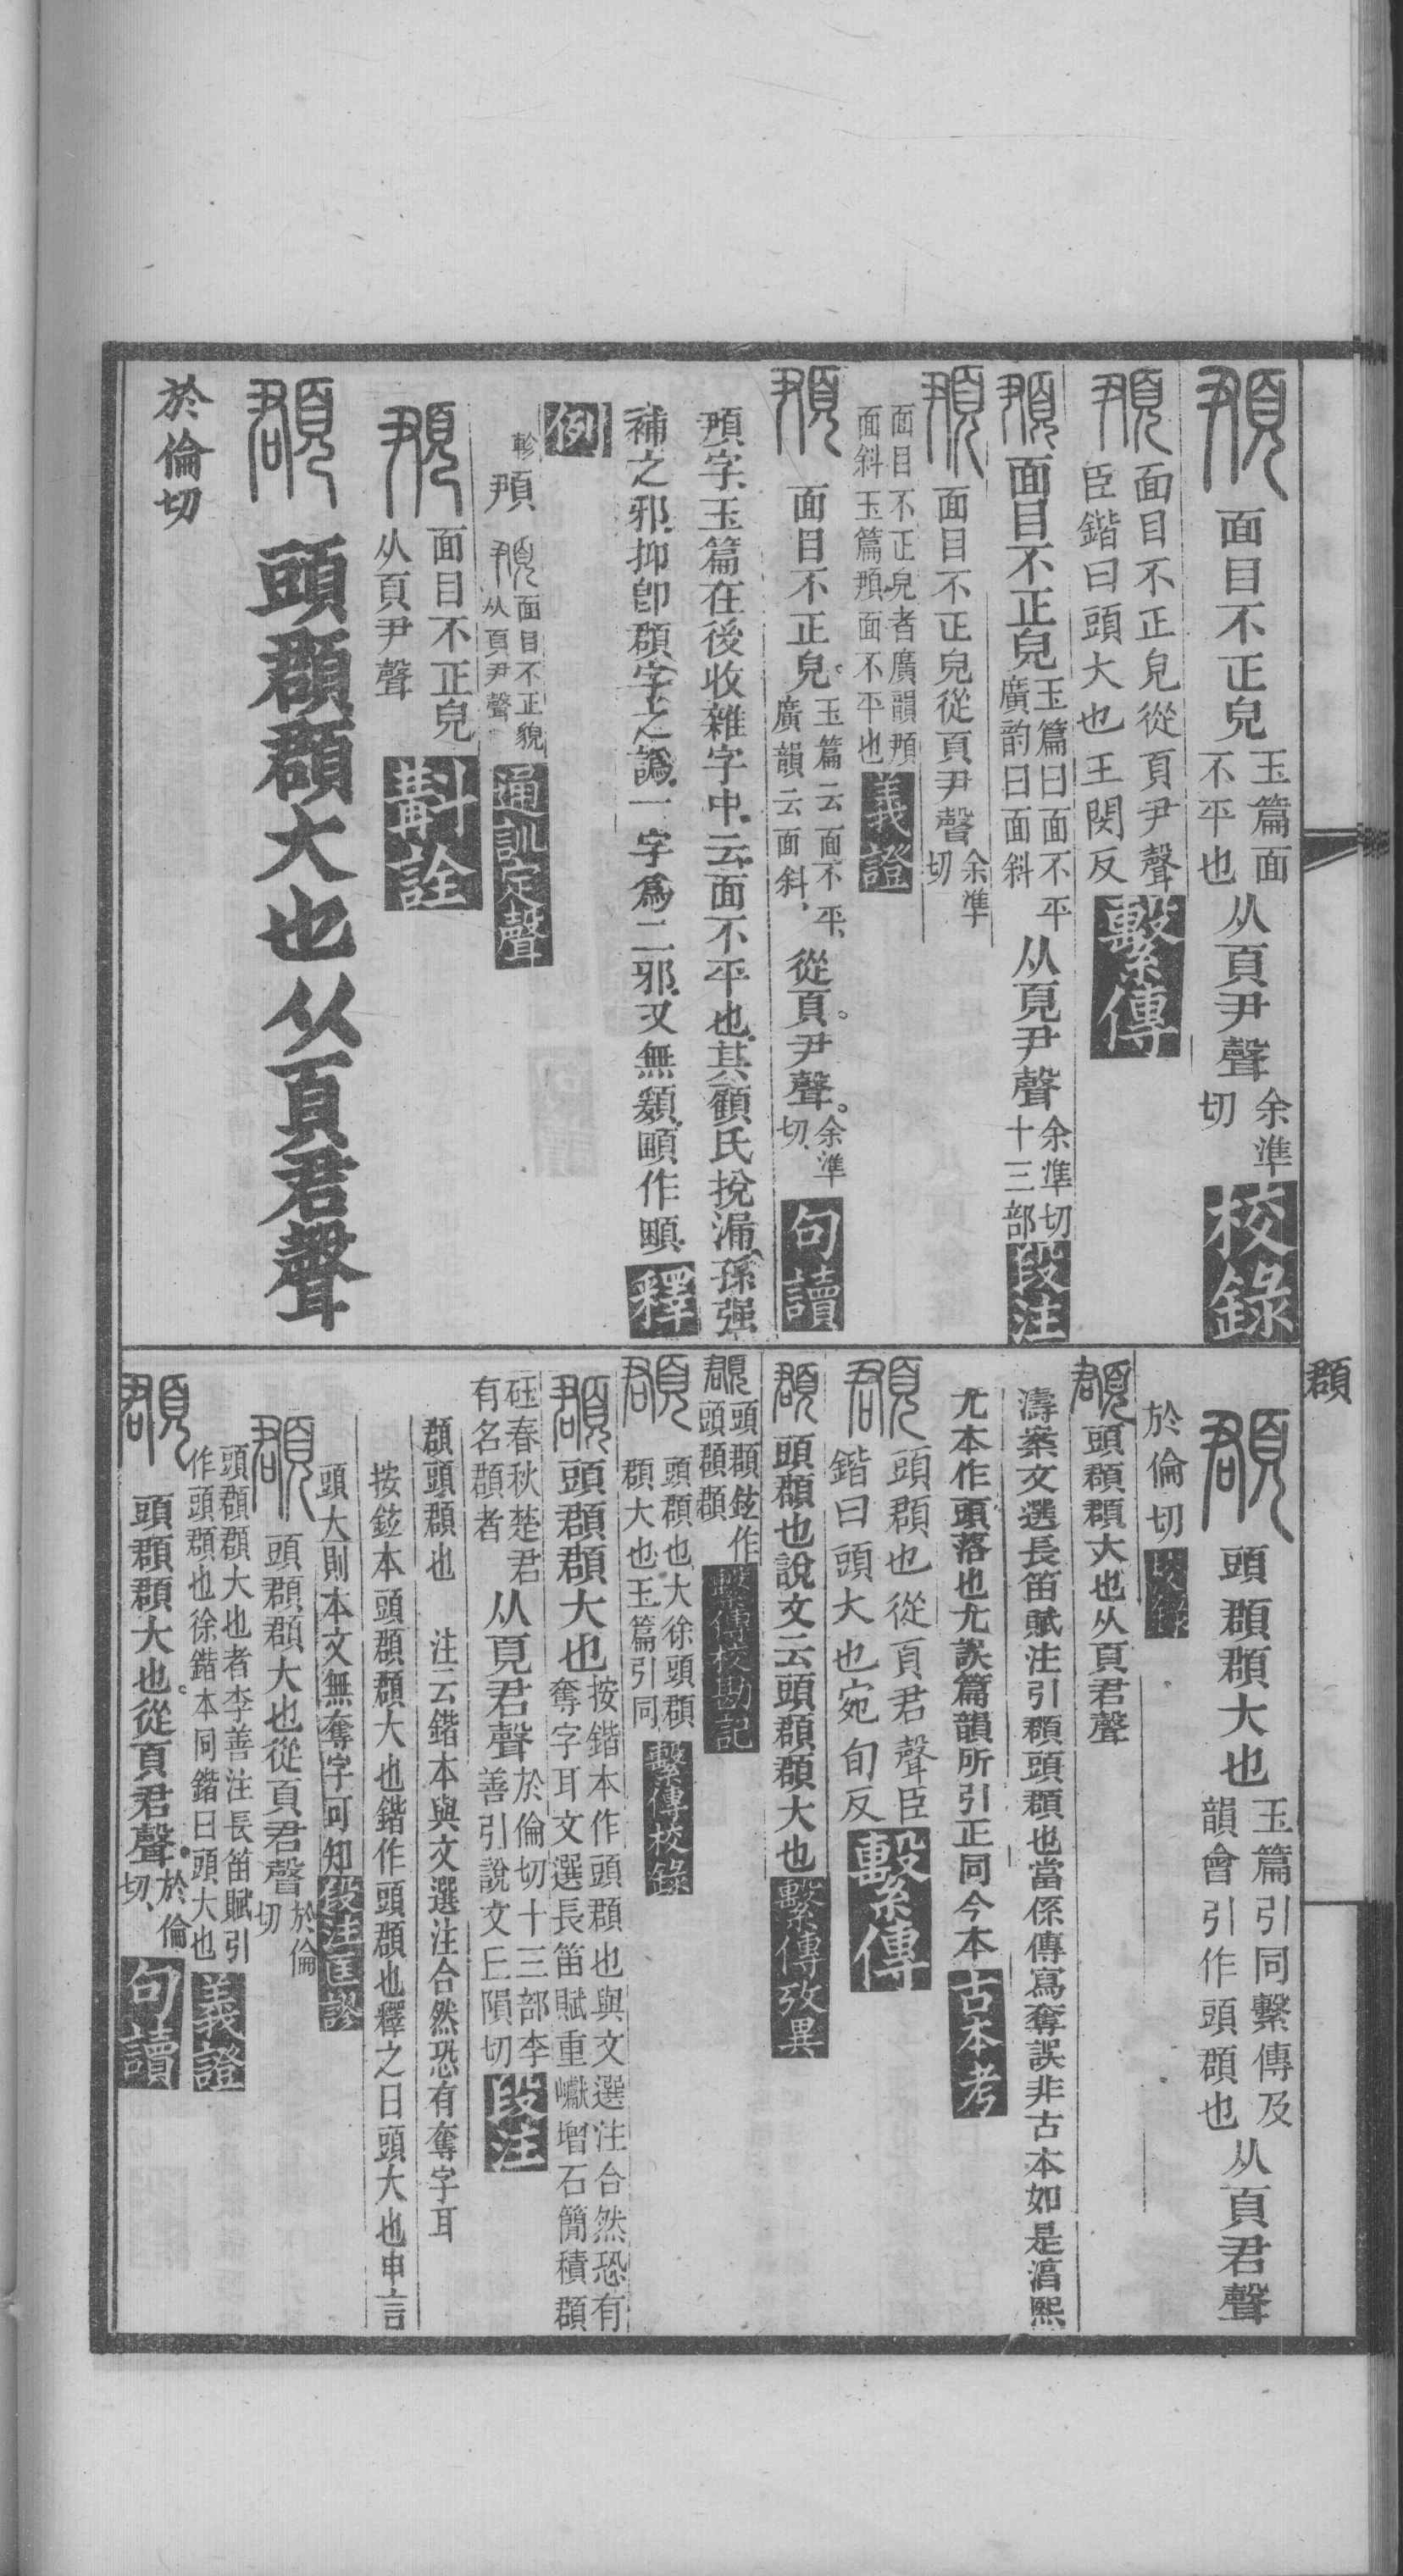 頵
䪳 面目不正皃 玉篇面不平也 从頁尹聲 余準切 校錄
䪳 面目不正皃從頁尹聲臣鍇曰頭大也王閔反 繫傳
䪳 面目不正皃 玉篇曰面不平廣韵曰面斜 从頁尹聲 余準切十三部 段注
䪳 面目不正皃從頁尹聲 余準切
面目不正皃者廣韻䪳面斜玉篇䪳面不平也 義證
䪳 面目不正皃。玉篇云面不平、廣韻云面斜、從頁。尹聲。余準切、 句讀
䪳字、玉篇在後收雜字中、云、面不平也、其顧氏挩漏、孫强
補之邪、抑卽頵字之譌、一字爲二邪、又無
釋
例
軫 䪳 䪳 面目不正貌从頁尹聲 通訓定聲
䪳 面目不正皃从頁尹聲 斠詮
頵 頭頵頵大也从頁君聲
於倫切
頵 頭頵頵大也 玉篇引同繫傳及韻會引作頭頵也 从頁君聲
於倫切 校錄
頵 頭頵頵大也从頁君聲
濤案文選長笛賦注引頵頭頵也當係傳寫奪誤非古本如是湻熙
尤本作頭落也尤誤篇韻所引正同今本 古本考
頵 頭頵也從頁君聲臣鍇曰頭大也宛旬反 繫傳
頵 頭頵也說文云頭頵頵大也 繫傳攷異
頵 頭頵鉉作頭頵頵 繫傳校勘記
頵 頭頵也大徐頭頵頵大也玉篇引同 繫傳校錄
頵 頭頵頵大也 按鍇本作頭頵也與文選注合然恐有奪字耳文選長笛賦重巘增石簡積頵
砡春秋楚君有名頵者 从頁君聲 於倫切十三部李善引說文上隕切 段注
頵頭頵也 注云鍇本與文選注合然恐有奪字耳
按鉉本頭頵頵大也鍇作頭頵也釋之曰頭大也申言
頭大則本文無奪字可知 段注匡謬
頵 頭頵頵大也從頁君聲 於倫切
頭頵頵大也者李善注長笛賦引作頭頵也徐鍇本同鍇曰頭大也 義證
頵 頭頵頵大也。從頁君聲。於倫切、 句讀